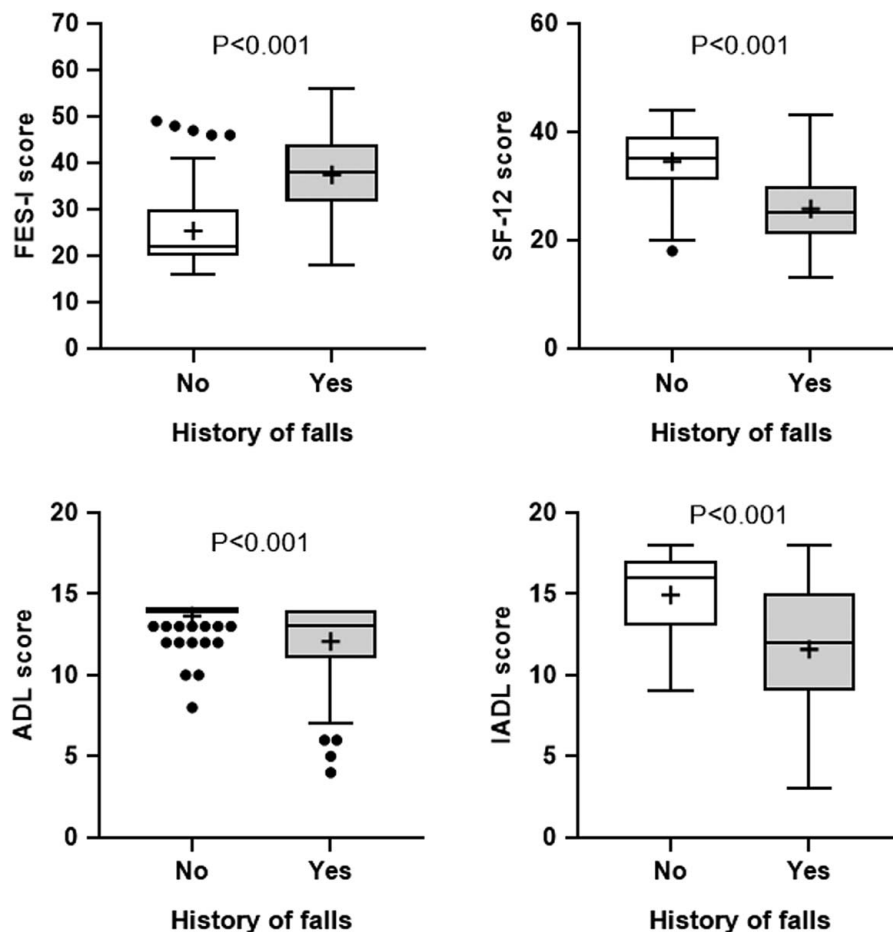 FES-I score
70
60
50
40
30
20
10
0
P<0.001
No Yes
History of falls
SF-12 score
60
40
20
0
P<0.001
No Yes
History of falls
ADL score
20
15
10
5
0
P<0.001
No Yes
History of falls
IADL score
20
15
10
5
0
P<0.001
No Yes
History of falls